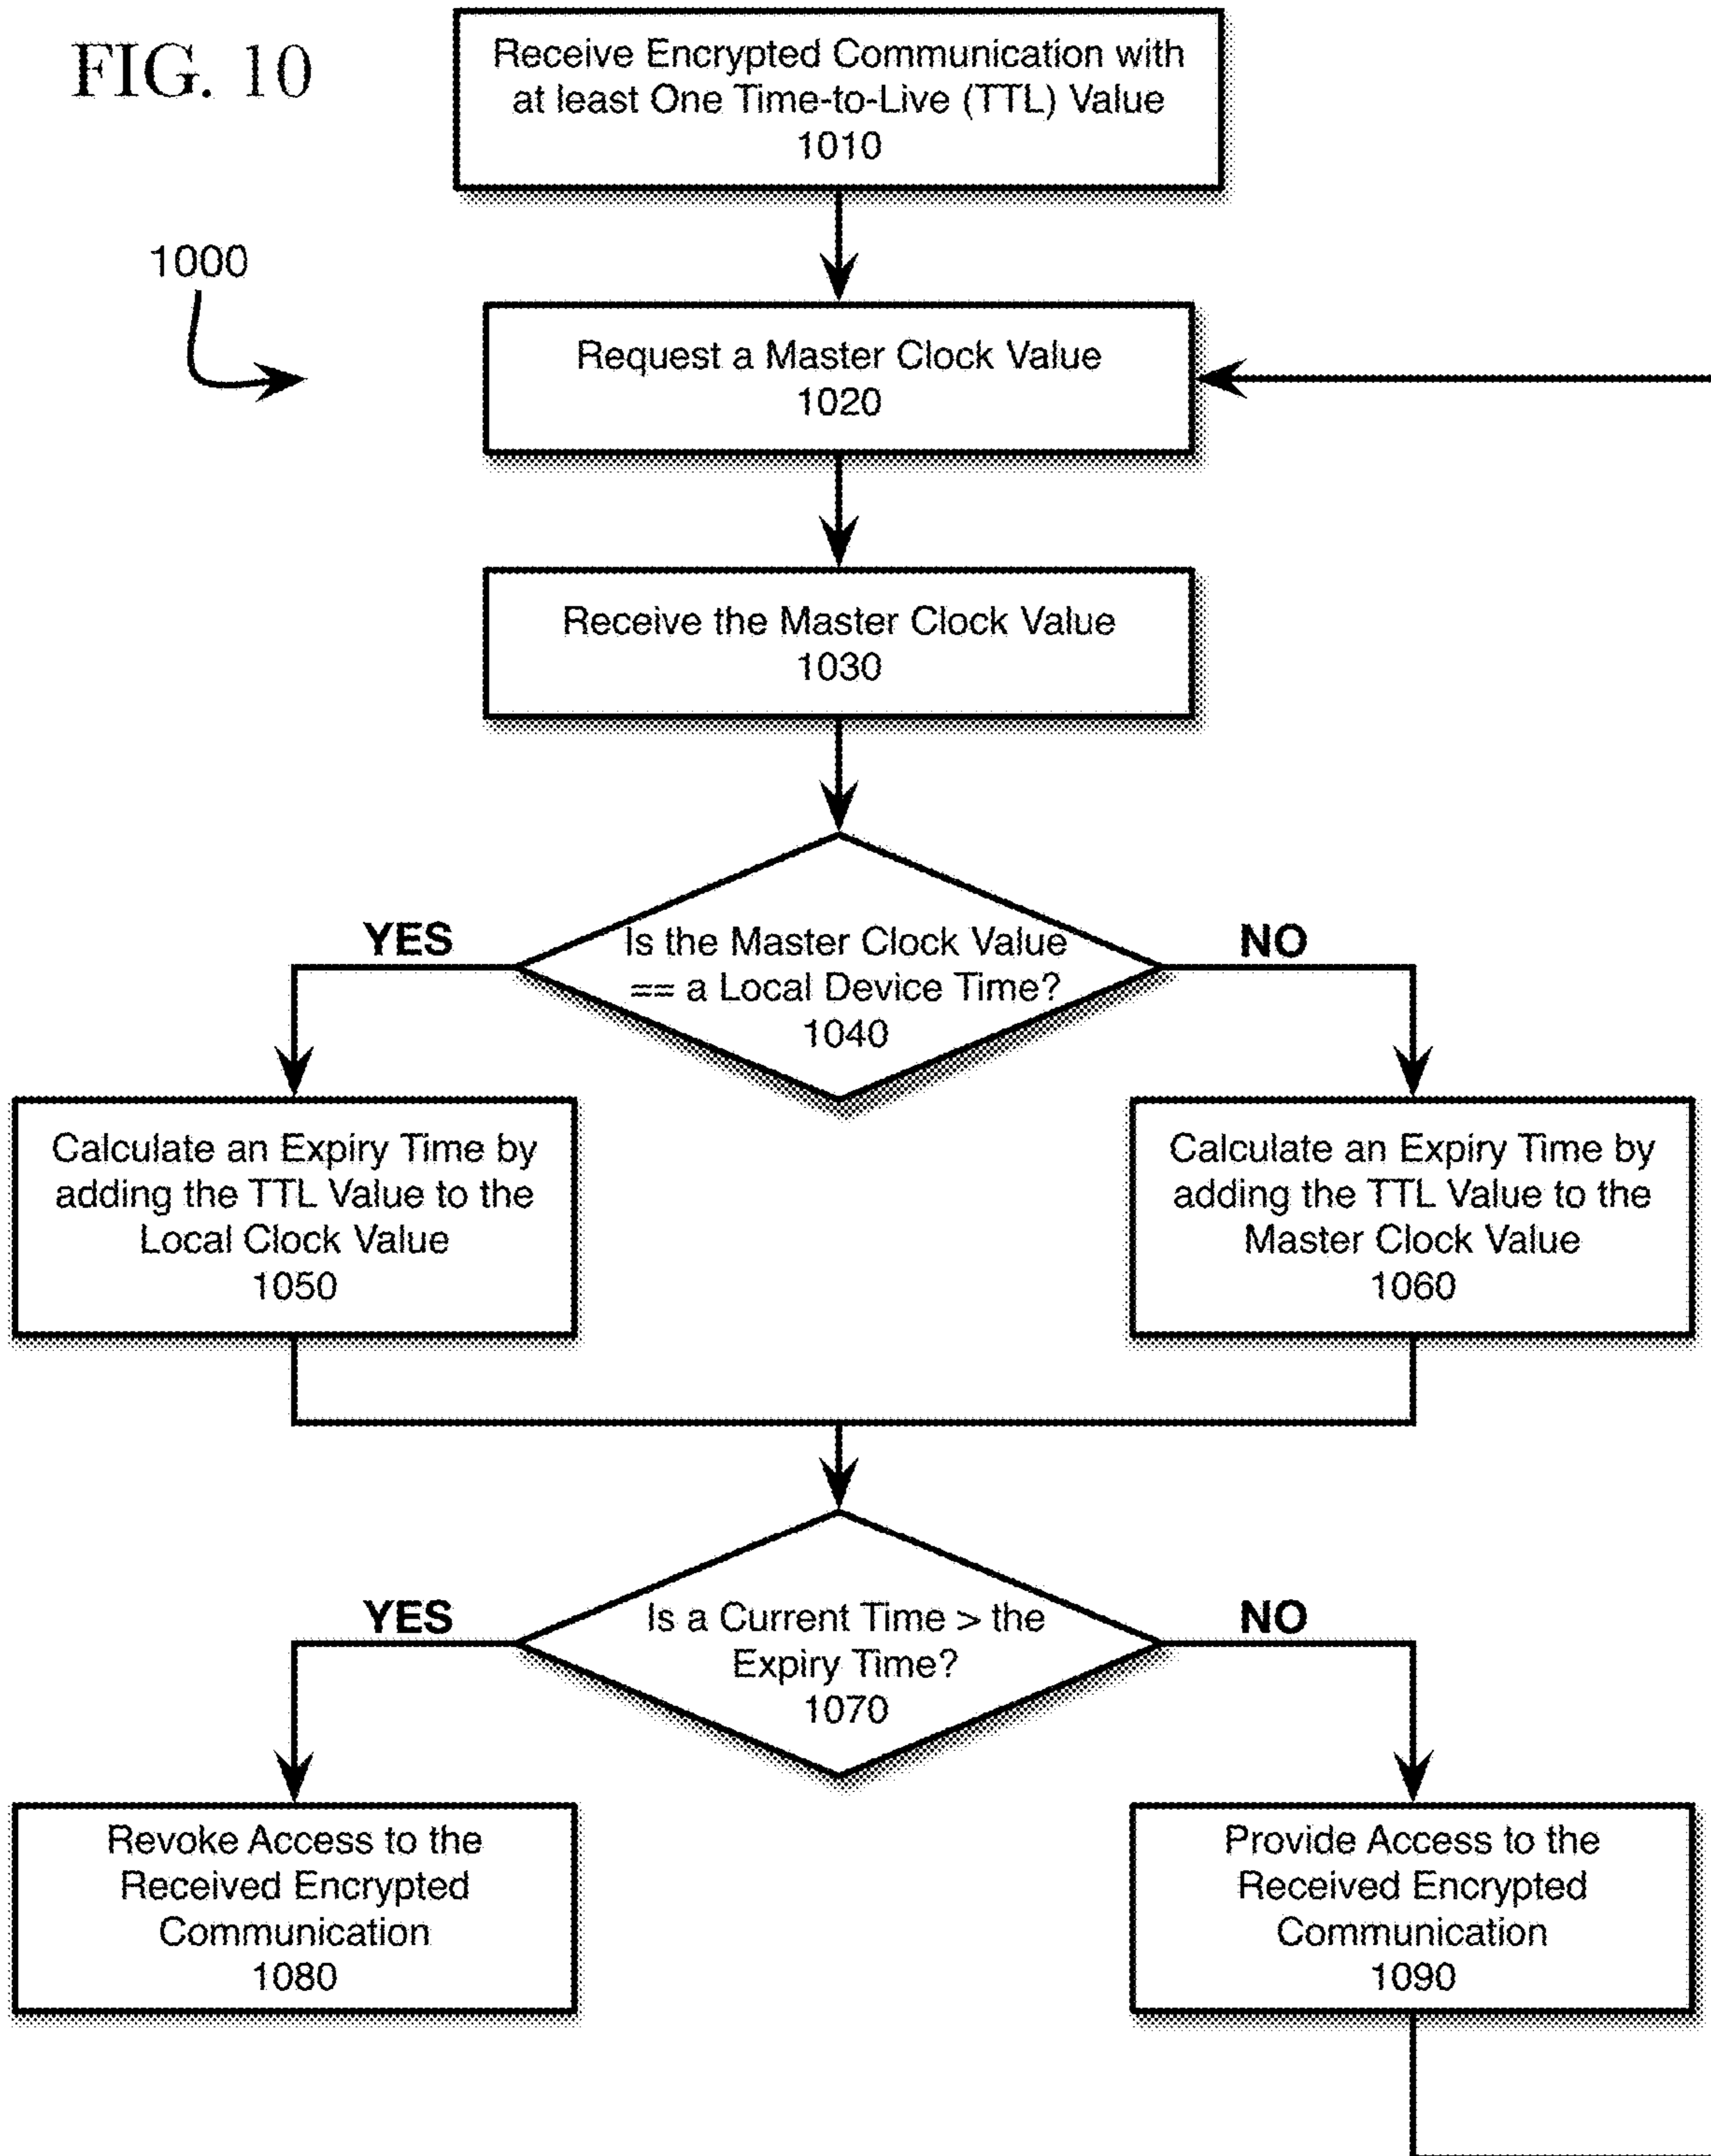 FIG. 10
Receive Encrypted Communication with
at least One Time-to-Live (TTL) Value
1010
1000
Request a Master Clock Value
1020
Receive the Master Clock Value
1030
YES
Is the Master Clock Value
== a Local Device Time?
1040
NO
Calculate an Expiry Time by
adding the TTL Value to the
Local Clock Value
1050
Calculate an Expiry Time by
adding the TTL Value to the
Master Clock Value
1060
YES
Is a Current Time > the
Expiry Time?
1070
NO
Revoke Access to the
Received Encrypted
Communication
1080
Provide Access to the
Received Encrypted
Communication
1090